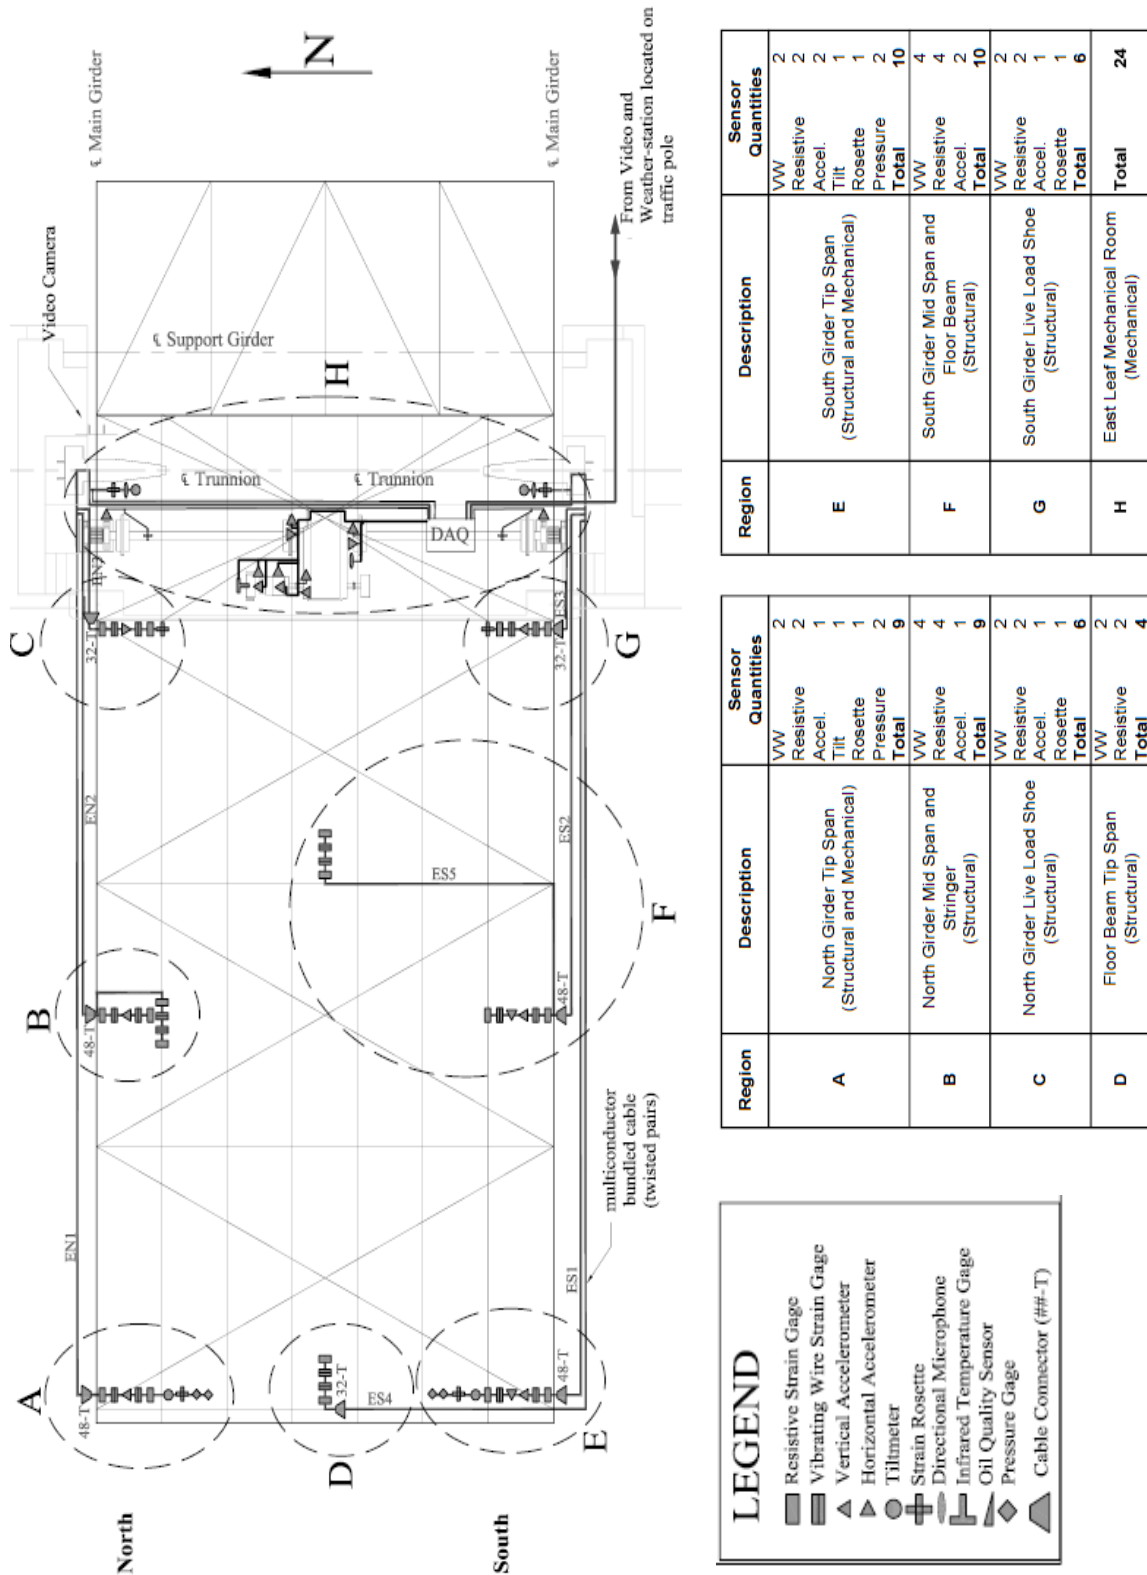 North
South
A
B
C
D
E
F
G
H
48-T
EN1
48-T
EN2
32-T
EN3
32-T
ES4
48-T
ES1
48-T
ES5
ES2
32-T
ES3
DAQ
℄ Trunnion
℄ Trunnion
Video Camera
℄ Support Girder
℄ Main Girder
℄ Main Girder
N
multiconductor
bundled cable
(twisted pairs)
From Video and
Weather-station located on
traffic pole
LEGEND
Resistive Strain Gage
Vibrating Wire Strain Gage
Vertical Accelerometer
Horizontal Accelerometer
Tiltmeter
Strain Rosette
Directional Microphone
Infrared Temperature Gage
Oil Quality Sensor
Pressure Gage
Cable Connector (##-T)
Region Description Sensor Quantities
A North Girder Tip Span (Structural and Mechanical)
VW 2
Resistive 2
Accel. 1
Tilt 1
Rosette 1
Pressure 2
Total 9
B North Girder Mid Span and Stringer (Structural)
VW 4
Resistive 4
Accel. 1
Total 9
C North Girder Live Load Shoe (Structural)
VW 2
Resistive 2
Accel. 1
Rosette 1
Total 6
D Floor Beam Tip Span (Structural)
VW 2
Resistive 2
Total 4
Region Description Sensor Quantities
E South Girder Tip Span (Structural and Mechanical)
VW 2
Resistive 2
Accel. 2
Tilt 1
Rosette 1
Pressure 2
Total 10
F South Girder Mid Span and Floor Beam (Structural)
VW 4
Resistive 4
Accel. 2
Total 10
G South Girder Live Load Shoe (Structural)
VW 2
Resistive 2
Accel. 1
Rosette 1
Total 6
H East Leaf Mechanical Room (Mechanical)
Total 24